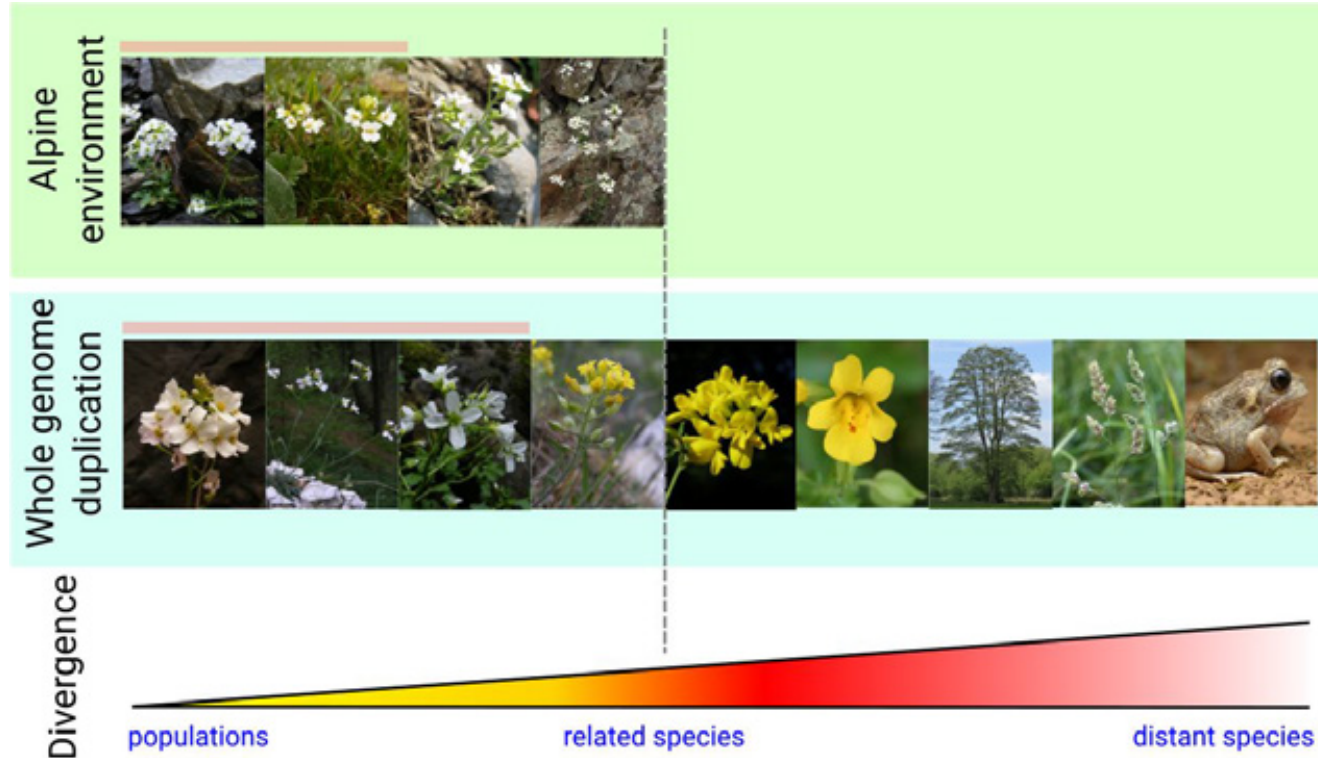 Alpine
environment
Whole genome
duplication
Divergence
populations
related species
distant species